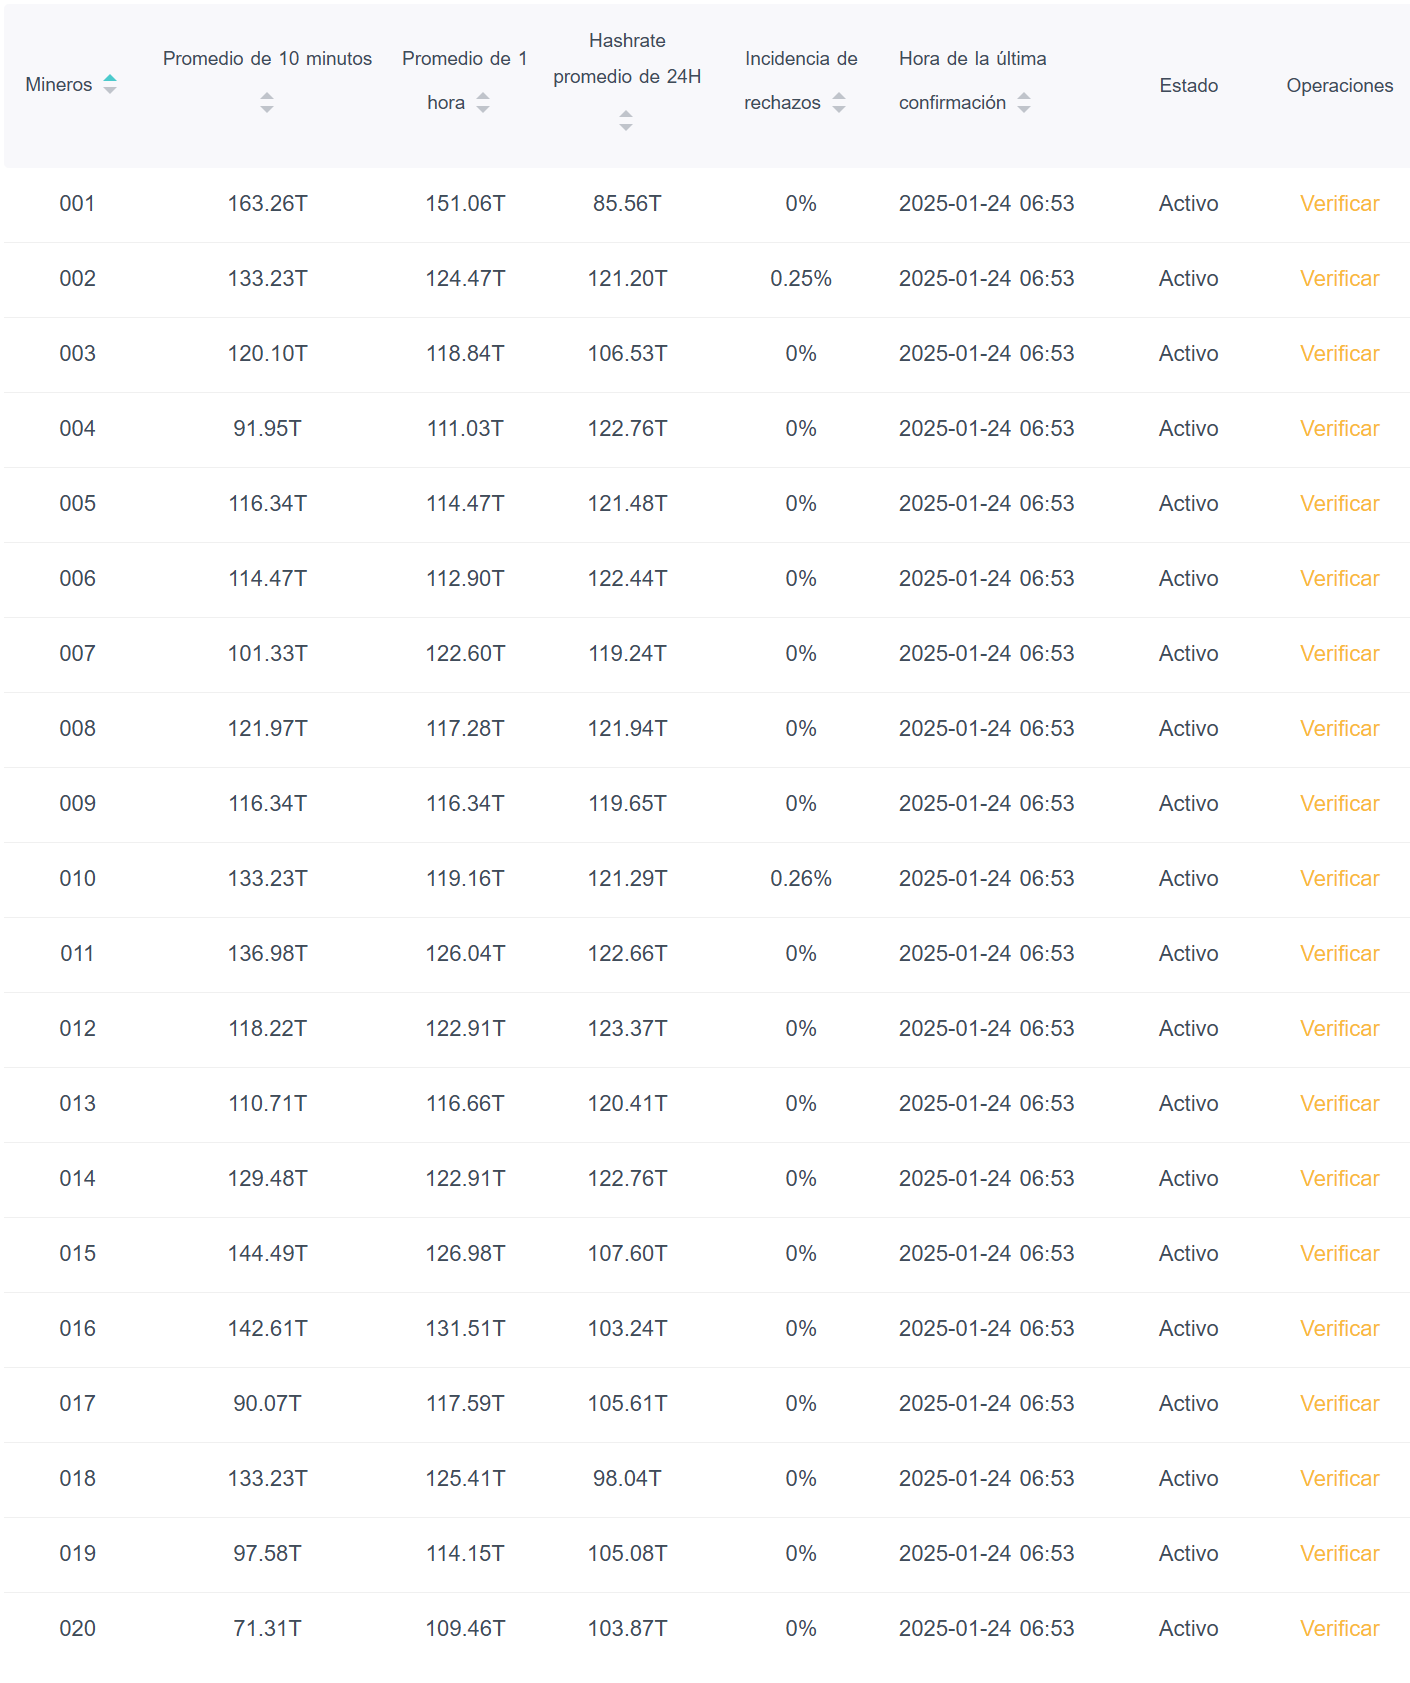 Mineros
Promedio de 10 minutos
Promedio de 1
hora
Hashrate
promedio de 24H
Incidencia de
rechazos
Hora de la última
confirmación
Estado
Operaciones
001 163.26T 151.06T 85.56T 0% 2025-01-24 06:53 Activo Verificar
002 133.23T 124.47T 121.20T 0.25% 2025-01-24 06:53 Activo Verificar
003 120.10T 118.84T 106.53T 0% 2025-01-24 06:53 Activo Verificar
004 91.95T 111.03T 122.76T 0% 2025-01-24 06:53 Activo Verificar
005 116.34T 114.47T 121.48T 0% 2025-01-24 06:53 Activo Verificar
006 114.47T 112.90T 122.44T 0% 2025-01-24 06:53 Activo Verificar
007 101.33T 122.60T 119.24T 0% 2025-01-24 06:53 Activo Verificar
008 121.97T 117.28T 121.94T 0% 2025-01-24 06:53 Activo Verificar
009 116.34T 116.34T 119.65T 0% 2025-01-24 06:53 Activo Verificar
010 133.23T 119.16T 121.29T 0.26% 2025-01-24 06:53 Activo Verificar
011 136.98T 126.04T 122.66T 0% 2025-01-24 06:53 Activo Verificar
012 118.22T 122.91T 123.37T 0% 2025-01-24 06:53 Activo Verificar
013 110.71T 116.66T 120.41T 0% 2025-01-24 06:53 Activo Verificar
014 129.48T 122.91T 122.76T 0% 2025-01-24 06:53 Activo Verificar
015 144.49T 126.98T 107.60T 0% 2025-01-24 06:53 Activo Verificar
016 142.61T 131.51T 103.24T 0% 2025-01-24 06:53 Activo Verificar
017 90.07T 117.59T 105.61T 0% 2025-01-24 06:53 Activo Verificar
018 133.23T 125.41T 98.04T 0% 2025-01-24 06:53 Activo Verificar
019 97.58T 114.15T 105.08T 0% 2025-01-24 06:53 Activo Verificar
020 71.31T 109.46T 103.87T 0% 2025-01-24 06:53 Activo Verificar